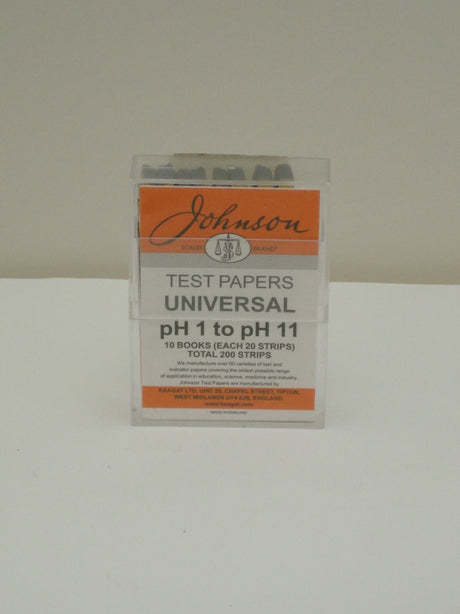 Johnson
SCALES BRAND
TEST PAPERS
UNIVERSAL
pH 1 to pH 11
10 BOOKS (EACH 20 STRIPS)
TOTAL 200 STRIPS
We manufacture over 50 varieties of test and
indicator papers covering the widest possible range
of application in education, science, medicine and industry.
Johnson Test Papers are manufactured by
KAAGAT LTD, UNIT 36, CHAPEL STREET, TIPTON,
WEST MIDLANDS DY4 8JB, ENGLAND.
www.kaagat.com
MADE IN ENGLAND